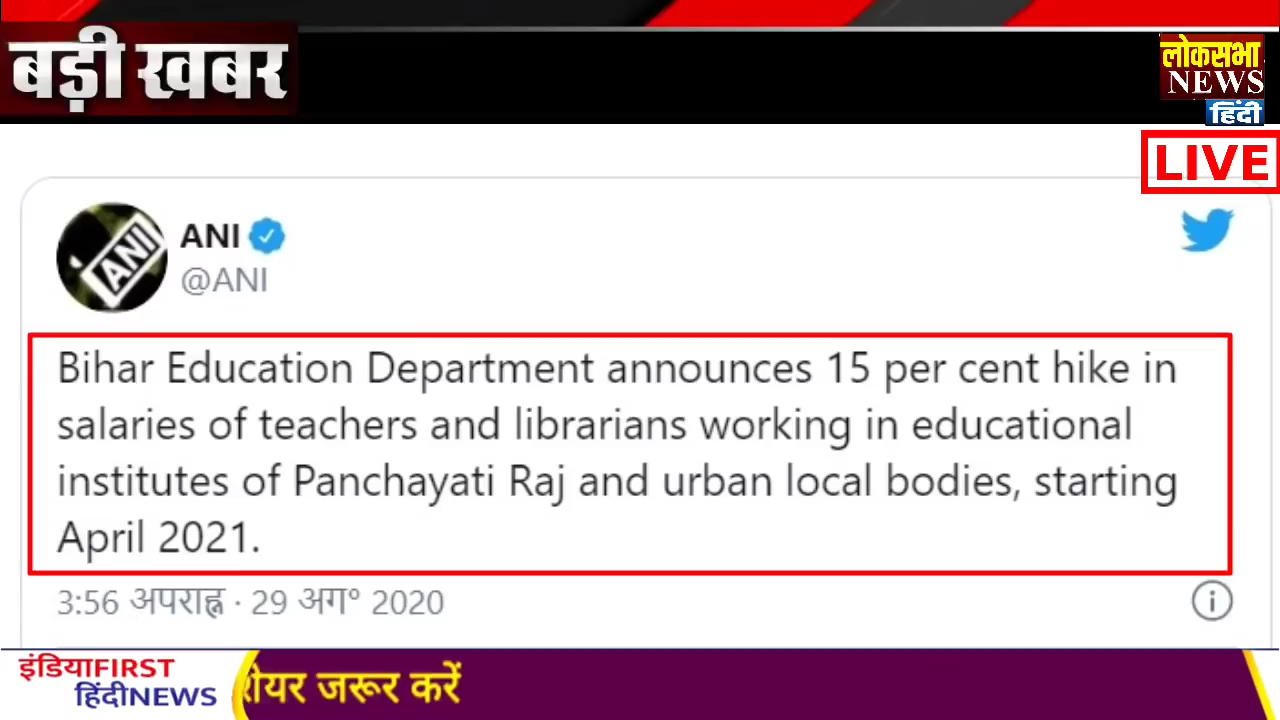 बड़ी खबर
लोकसभा
NEWS
हिंदी
LIVE
ANI
ANI
@ANI
Bihar Education Department announces 15 per cent hike in
salaries of teachers and librarians working in educational
institutes of Panchayati Raj and urban local bodies, starting
April 2021.
3:56 अपराह्न · 29 अग° 2020
इंडियाFIRST
हिंदीNEWS
शेयर जरूर करें